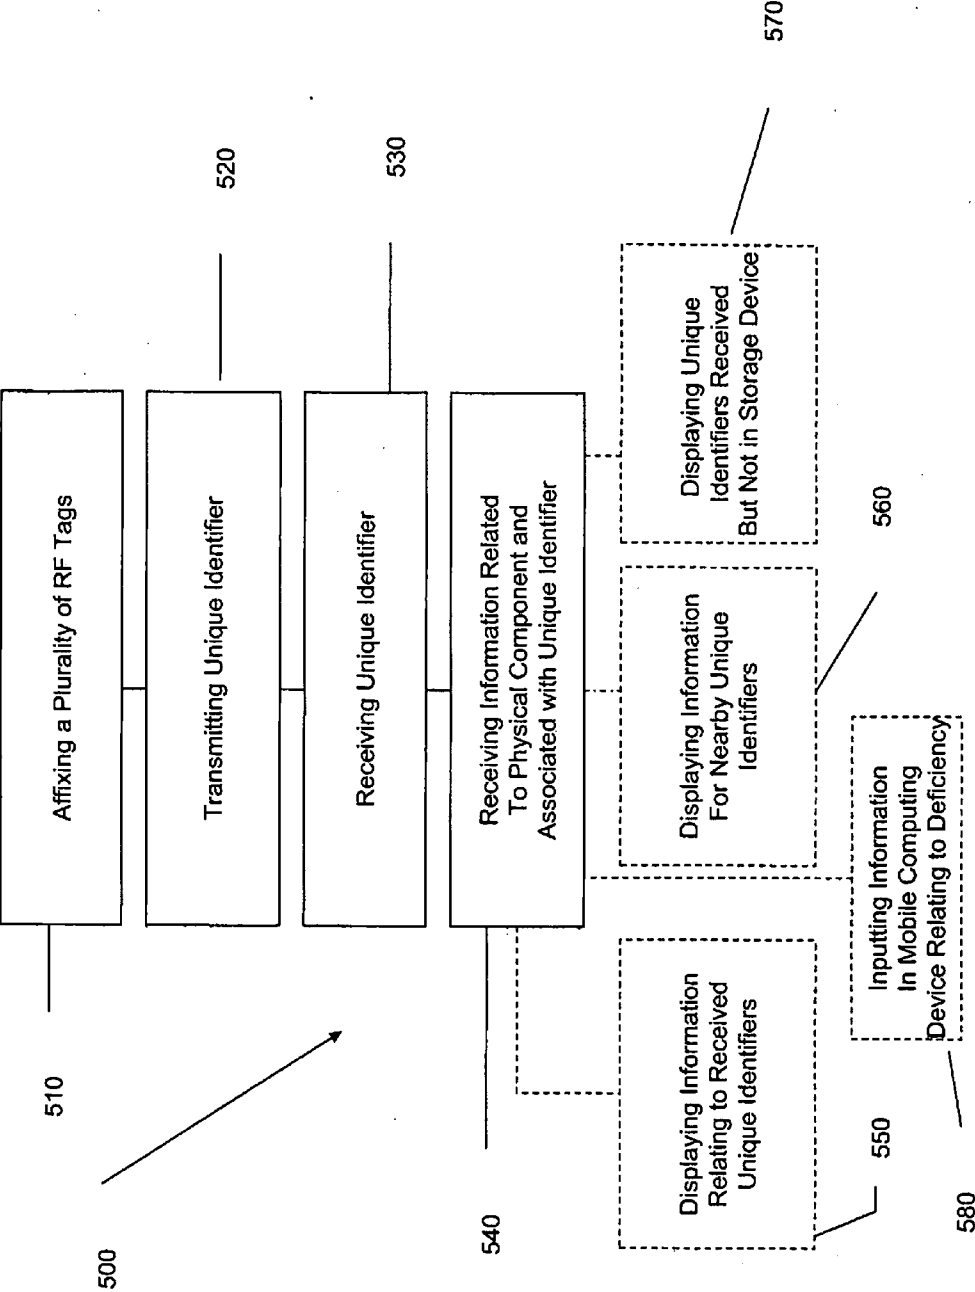 Affixing a Plurality of RF Tags
510
Transmitting Unique Identifier
520
Receiving Unique Identifier
530
Receiving Information Related
To Physical Component and
Associated with Unique Identifier
540
500
Displaying Information
Relating to Received
Unique Identifiers
550
Displaying Information
For Nearby Unique
Identifiers
560
Displaying Unique
Identifiers Received
But Not in Storage Device
570
Inputting Information
In Mobile Computing
Device Relating to Deficiency
580